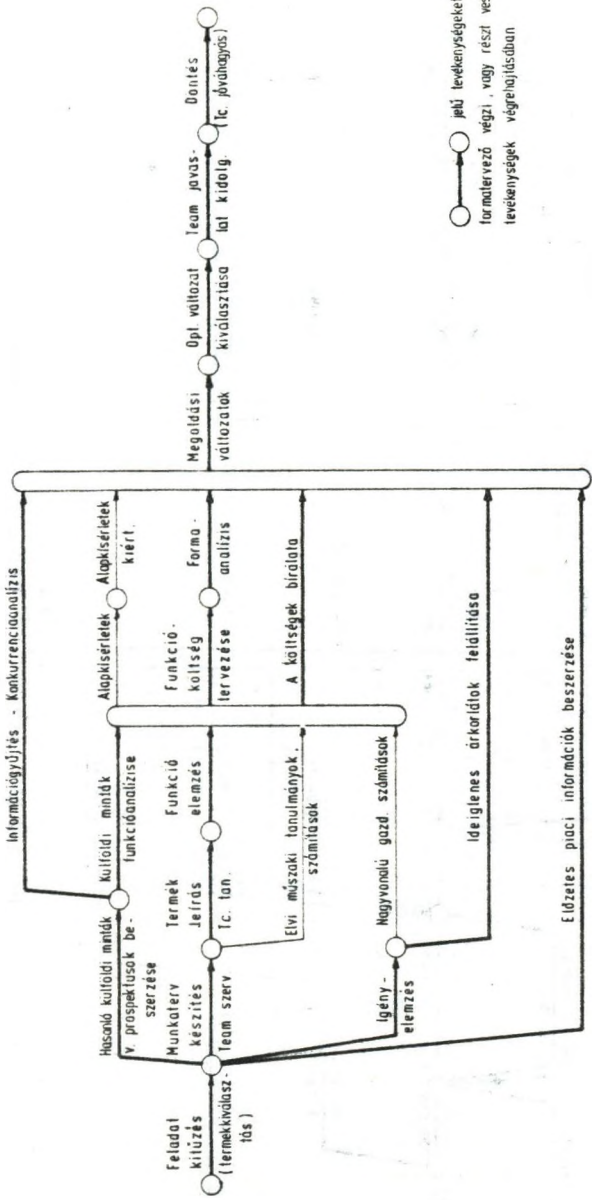 Feladat
kitűzés
(termékkiválasz-
tás)
Hasonló kulfoldi minták
v. prospektusok be-
szerzése
Munkaterv
készítés
Team szerv
Információgyűjtés - Konkurrenciaanalízis
Kulfoldi minták
funkcióanalízise
Termék
leírás
Tc. tan.
Funkció
elemzés
Elvi műszaki tanulmányok,
számítások
Igény-
elemzés
Nagyvonalú gazd. számítások
Alapkísérletek
Alapkísérletek
kiért.
Funkció-
költség
tervezése
Forma-
analízis
A költségek bírálata
Ideiglenes árkorlátok felállítása
Előzetes piaci információk beszerzése
Megoldási
változatok
Opt. változat
kiválasztása
Team javas-
lat kidolg.
Döntés
(Tc. jóváhagyás)
jelű tevékenységeket
formatervező végzi, vagy részt
tevékenységek végrehajtásában